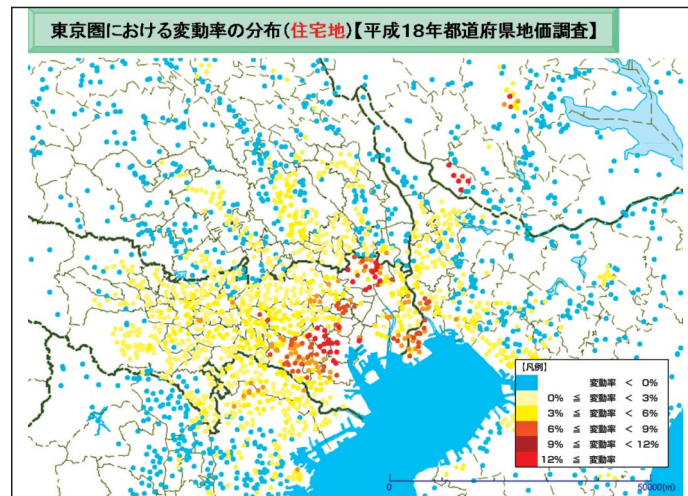 東京圏における変動率の分布(住宅地)【平成18年都道府県地価調査】
【凡例】
変動率 < 0%
0% ≦ 変動率 < 3%
3% ≦ 変動率 < 6%
6% ≦ 変動率 < 9%
9% ≦ 変動率 < 12%
12% ≦ 変動率
0 50000(m)